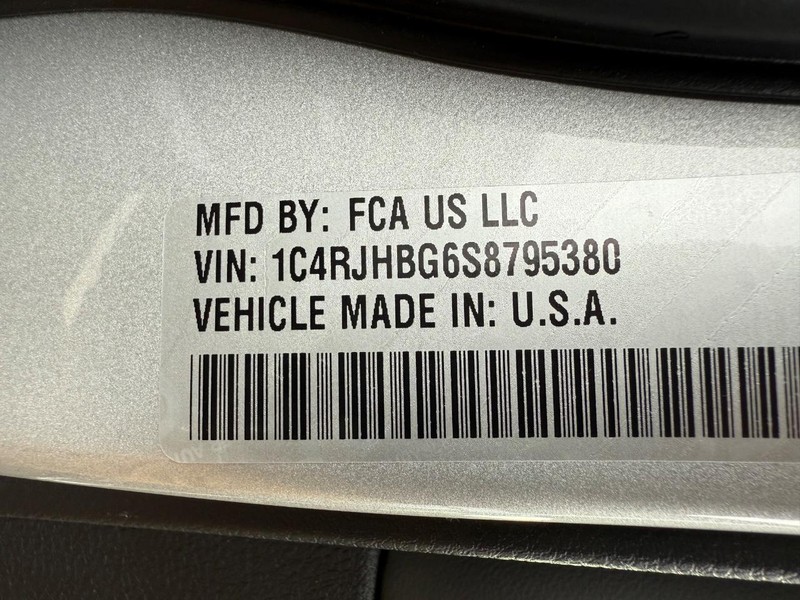 MFD BY: FCA US LLC
VIN: 1C4RJHBG6S8795380
VEHICLE MADE IN: U.S.A.